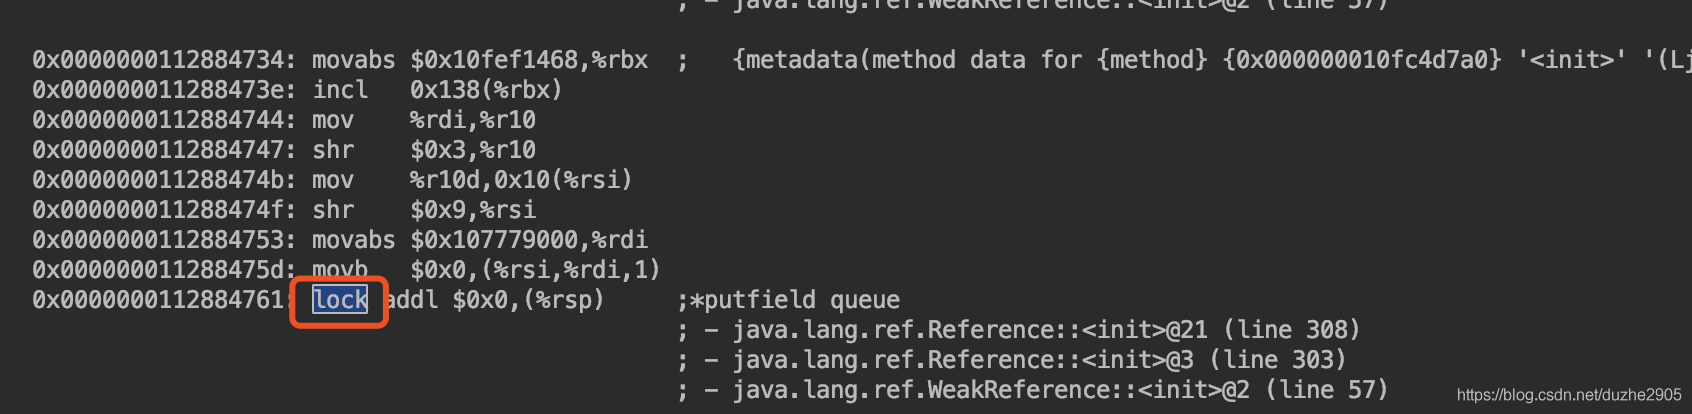 ; - java.lang.ref.WeakReference::<init>@2 (line 57)
0x0000000112884734: movabs $0x10fef1468,%rbx ; {metadata(method data for {method} {0x000000010fc4d7a0} '<init>' '(Lj
0x000000011288473e: incl 0x138(%rbx)
0x0000000112884744: mov %rdi,%r10
0x0000000112884747: shr $0x3,%r10
0x000000011288474b: mov %r10d,0x10(%rsi)
0x000000011288474f: shr $0x9,%rsi
0x0000000112884753: movabs $0x107779000,%rdi
0x000000011288475d: movb $0x0,(%rsi,%rdi,1)
0x0000000112884761: lock addl $0x0,(%rsp) ;*putfield queue
; - java.lang.ref.Reference::<init>@21 (line 308)
; - java.lang.ref.Reference::<init>@3 (line 303)
; - java.lang.ref.WeakReference::<init>@2 (line 57)
https://blog.csdn.net/duzhe2905